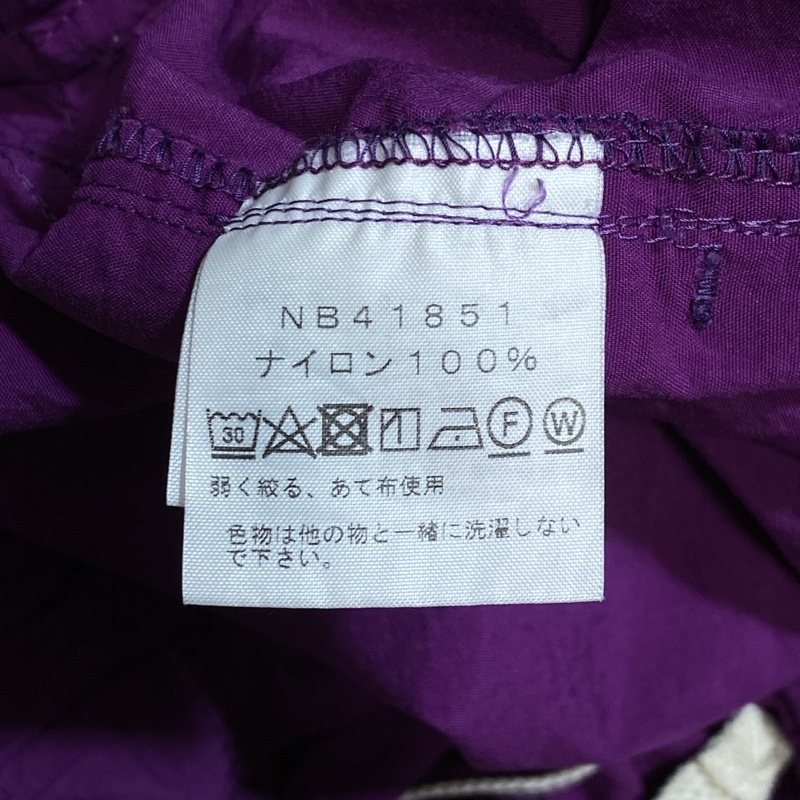 NB41851
ナイロン100%
30 F W
弱く絞る、あて布使用
色物は他の物と一緒に洗濯しない
で下さい。